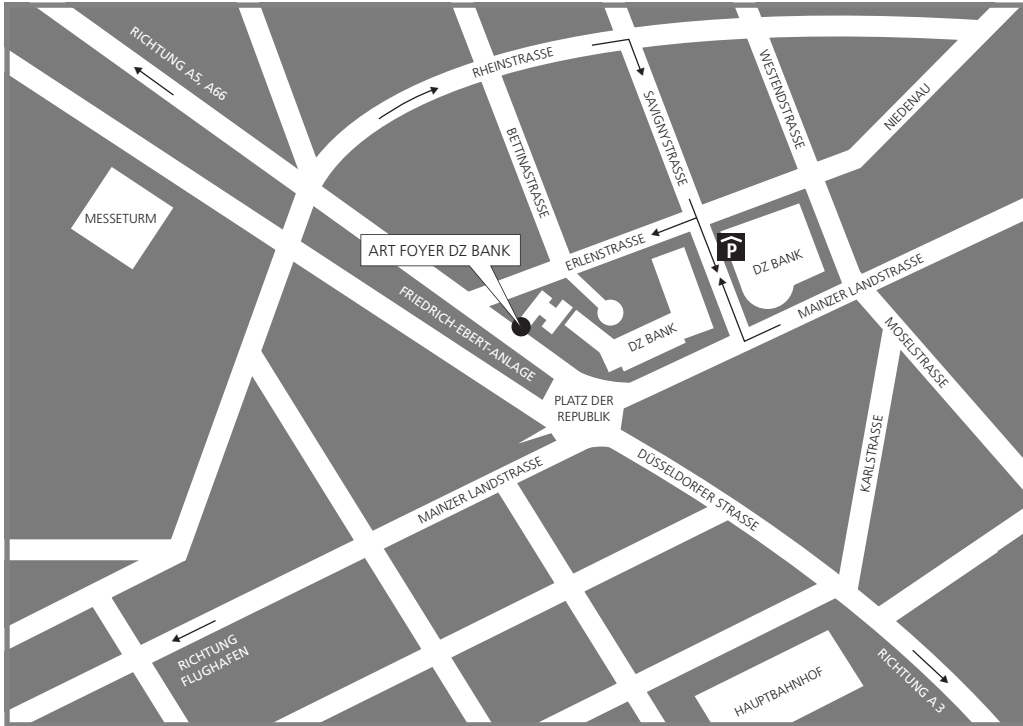 RICHTUNG A5, A66
RHEINSTRASSE
WESTENDSTRASSE
SAVIGNYSTRASSE
NIEDENAU
BETTINASTRASSE
MESSETURM
ART FOYER DZ BANK
ERLENSTRASSE
P
DZ BANK
MAINZER LANDSTRASSE
FRIEDRICH-EBERT-ANLAGE
DZ BANK
MOSELSTRASSE
PLATZ DER
REPUBLIK
KARLSTRASSE
MAINZER LANDSTRASSE
DÜSSELDORFER STRASSE
RICHTUNG
FLUGHAFEN
HAUPTBAHNHOF
RICHTUNG A 3